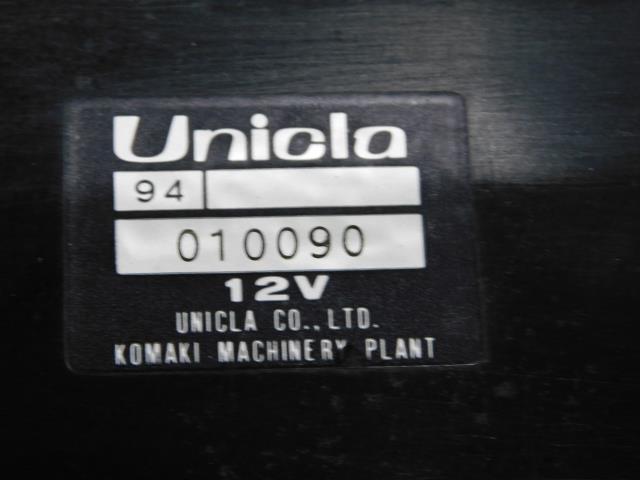 Unicla
94
010090
12V
UNICLA CO.,LTD.
KOMAKI MACHINERY PLANT